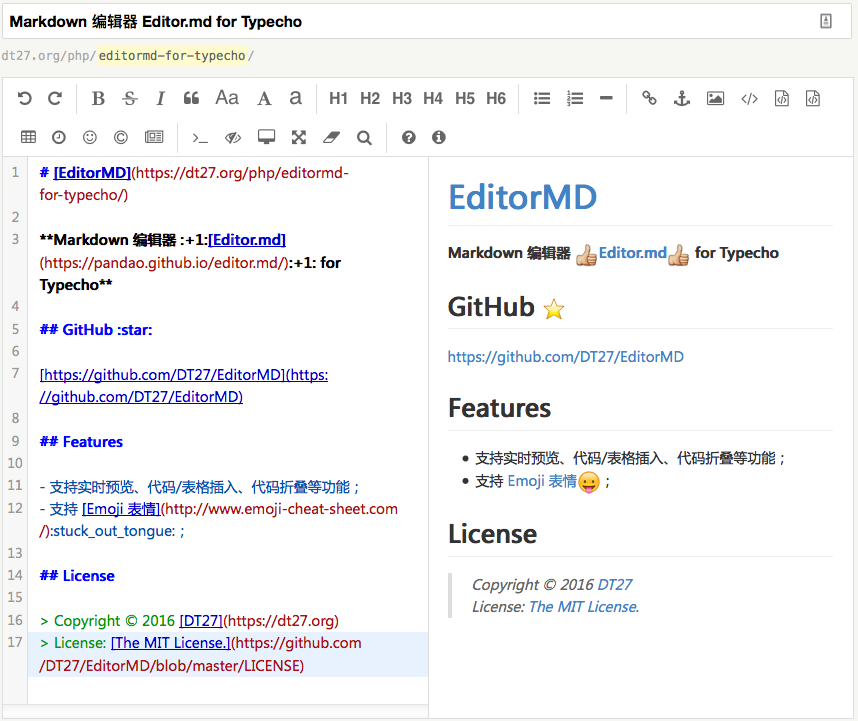 Markdown 编辑器 Editor.md for Typecho
dt27.org/php/editormd-for-typecho/
B S I Aa A a H1 H2 H3 H4 H5 H6
1 # [EditorMD](https://dt27.org/php/editormd-
for-typecho/)
2
3 **Markdown 编辑器 :+1:[Editor.md]
(https://pandao.github.io/editor.md/):+1: for
Typecho**
4
5 ## GitHub :star:
6
7 [https://github.com/DT27/EditorMD](https:
//github.com/DT27/EditorMD)
8
9 ## Features
10
11 - 支持实时预览、代码/表格插入、代码折叠等功能；
12 - 支持 [Emoji 表情](http://www.emoji-cheat-sheet.com
/):stuck_out_tongue:；
13
14 ## License
15
16 > Copyright © 2016 [DT27](https://dt27.org)
17 > License: [The MIT License.](https://github.com
/DT27/EditorMD/blob/master/LICENSE)
EditorMD
Markdown 编辑器 👍Editor.md👍 for Typecho
GitHub ⭐
https://github.com/DT27/EditorMD
Features
• 支持实时预览、代码/表格插入、代码折叠等功能；
• 支持 Emoji 表情😛；
License
Copyright © 2016 DT27
License: The MIT License.